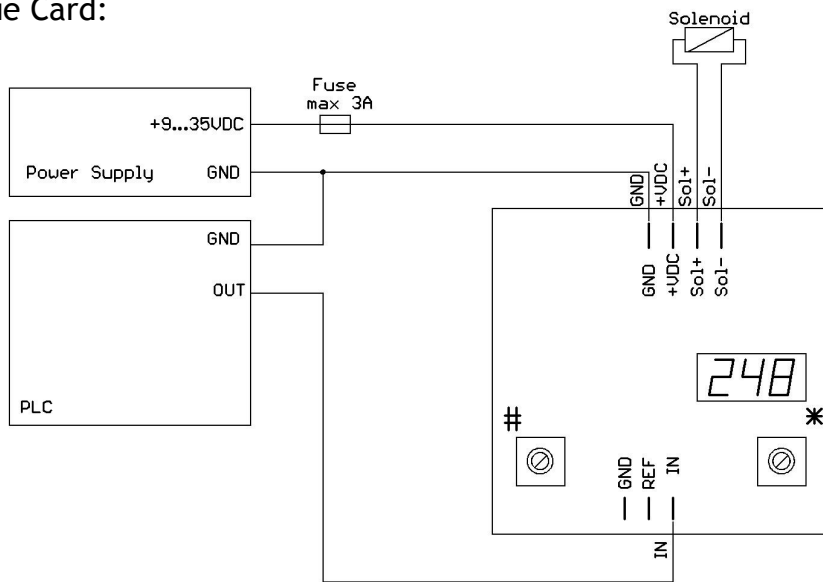 ue Card:
Solenoid
Fuse
max 3A
+9...35VDC
Power Supply GND
GND +VDC Sol+ Sol-
GND
OUT
GND +VDC Sol+ Sol-
248
PLC
# *
GND REF IN
IN